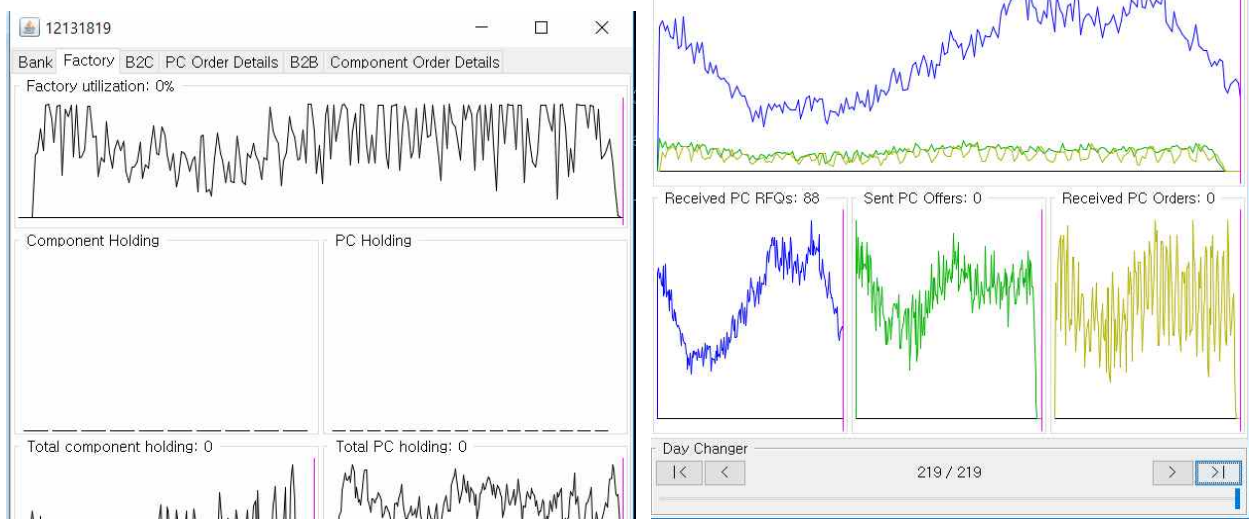 12131819
Bank Factory B2C PC Order Details B2B Component Order Details
Factory utilization: 0%
Component Holding
PC Holding
Total component holding: 0
Total PC holding: 0
Received PC RFQs: 88
Sent PC Offers: 0
Received PC Orders: 0
Day Changer
|< < 219 / 219 > >|